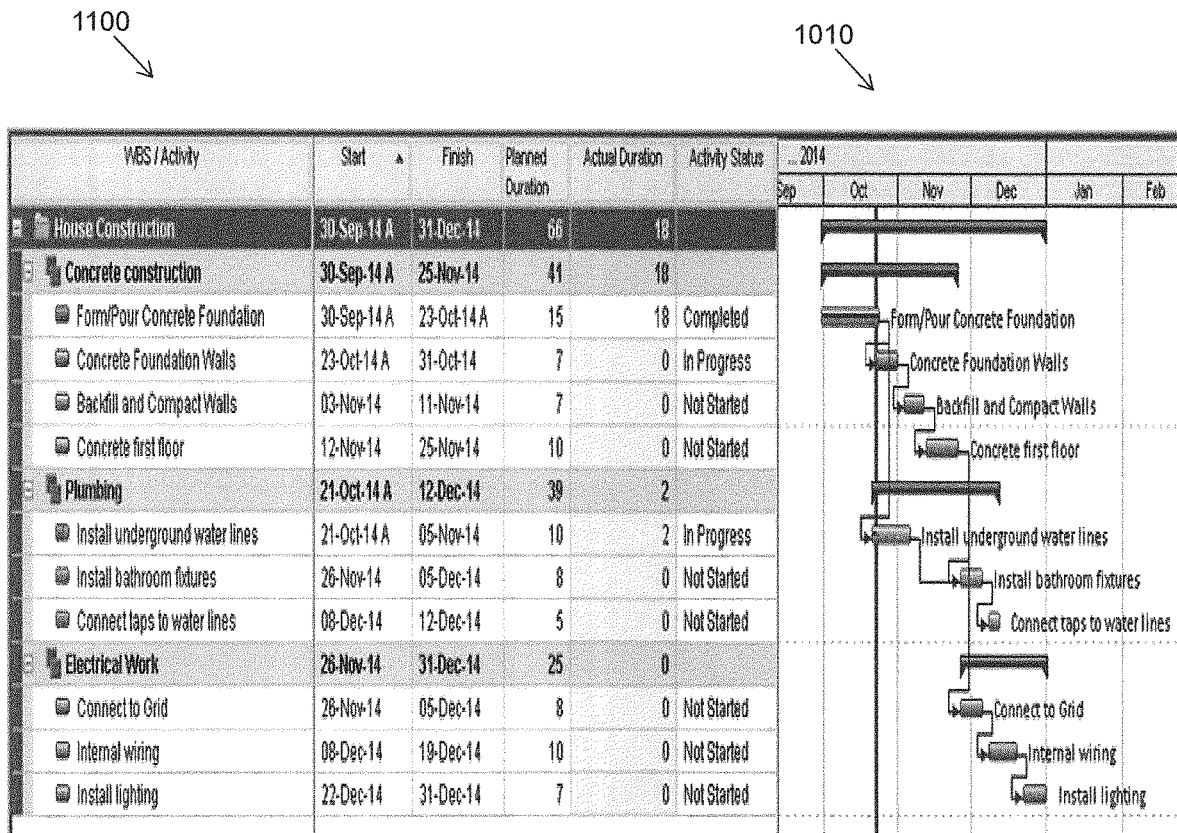 1100
1010
WBS / Activity Start Finish Planned Duration Actual Duration Activity Status ... 2014
Sep Oct Nov Dec Jan Feb
House Construction 30-Sep-14 A 31-Dec-14 66 18
Concrete construction 30-Sep-14 A 25-Nov-14 41 18
Form/Pour Concrete Foundation 30-Sep-14 A 23-Oct-14 A 15 18 Completed Form/Pour Concrete Foundation
Concrete Foundation Walls 23-Oct-14 A 31-Oct-14 7 0 In Progress Concrete Foundation Walls
Backfill and Compact Walls 03-Nov-14 11-Nov-14 7 0 Not Started Backfill and Compact Walls
Concrete first floor 12-Nov-14 25-Nov-14 10 0 Not Started Concrete first floor
Plumbing 21-Oct-14 A 12-Dec-14 39 2
Install underground water lines 21-Oct-14 A 05-Nov-14 10 2 In Progress Install underground water lines
Install bathroom fixtures 26-Nov-14 05-Dec-14 8 0 Not Started Install bathroom fixtures
Connect taps to water lines 08-Dec-14 12-Dec-14 5 0 Not Started Connect taps to water lines
Electrical Work 26-Nov-14 31-Dec-14 25 0
Connect to Grid 26-Nov-14 05-Dec-14 8 0 Not Started Connect to Grid
Internal wiring 08-Dec-14 19-Dec-14 10 0 Not Started Internal wiring
Install lighting 22-Dec-14 31-Dec-14 7 0 Not Started Install lighting